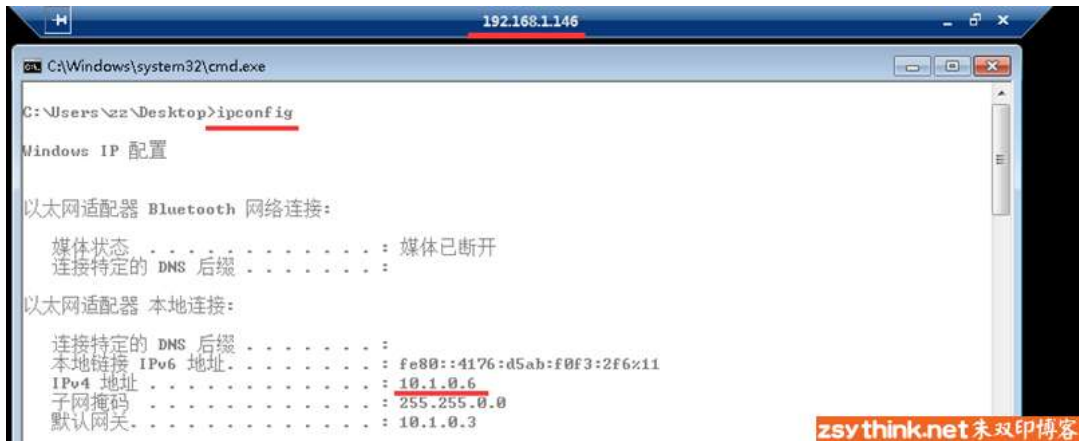 192.168.1.146
C:\Windows\system32\cmd.exe
C:\Users\zz\Desktop>ipconfig
Windows IP 配置
以太网适配器 Bluetooth 网络连接:
媒体状态 . . . . . . . . . . . . : 媒体已断开
连接特定的 DNS 后缀 . . . . . . . :
以太网适配器 本地连接:
连接特定的 DNS 后缀 . . . . . . . :
本地链接 IPv6 地址. . . . . . . . : fe80::4176:d5ab:f0f3:2f6%11
IPv4 地址 . . . . . . . . . . . . : 10.1.0.6
子网掩码 . . . . . . . . . . . . : 255.255.0.0
默认网关. . . . . . . . . . . . . : 10.1.0.3
zsythink.net朱双印博客